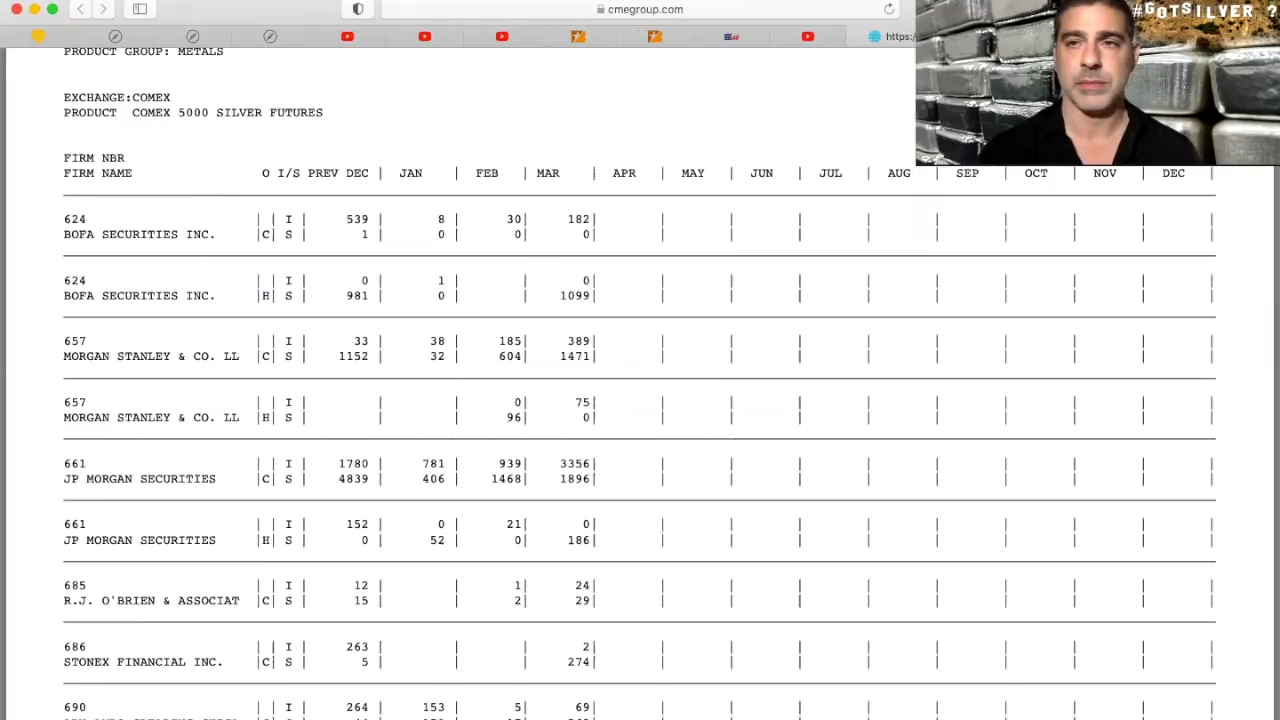 cmegroup.com
https:
#GOTSILVER ?
PRODUCT GROUP: METALS
EXCHANGE:COMEX
PRODUCT COMEX 5000 SILVER FUTURES
FIRM NBR
FIRM NAME O I/S PREV DEC | JAN | FEB | MAR | APR | MAY | JUN | JUL | AUG | SEP | OCT | NOV | DEC |
624 | | I | 539 | 8 | 30| 182| | | | | | | | | |
BOFA SECURITIES INC. |C| S | 1 | 0 | 0| 0| | | | | | | | | |
624 | | I | 0 | 1 | | 0| | | | | | | | | |
BOFA SECURITIES INC. |H| S | 981 | 0 | | 1099| | | | | | | | | |
657 | | I | 33 | 38 | 185| 389| | | | | | | | | |
MORGAN STANLEY & CO. LL |C| S | 1152 | 32 | 604| 1471| | | | | | | | | |
657 | | I | | | 0| 75| | | | | | | | | |
MORGAN STANLEY & CO. LL |H| S | | | 96| 0| | | | | | | | | |
661 | | I | 1780 | 781 | 939| 3356| | | | | | | | | |
JP MORGAN SECURITIES |C| S | 4839 | 406 | 1468| 1896| | | | | | | | | |
661 | | I | 152 | 0 | 21| 0| | | | | | | | | |
JP MORGAN SECURITIES |H| S | 0 | 52 | 0| 186| | | | | | | | | |
685 | | I | 12 | | 1| 24| | | | | | | | | |
R.J. O'BRIEN & ASSOCIAT |C| S | 15 | | 2| 29| | | | | | | | | |
686 | | I | 263 | | | 2| | | | | | | | | |
STONEX FINANCIAL INC. |C| S | 5 | | | 274| | | | | | | | | |
690 | | I | 264 | 153 | 5| 69| | | | | | | | | |